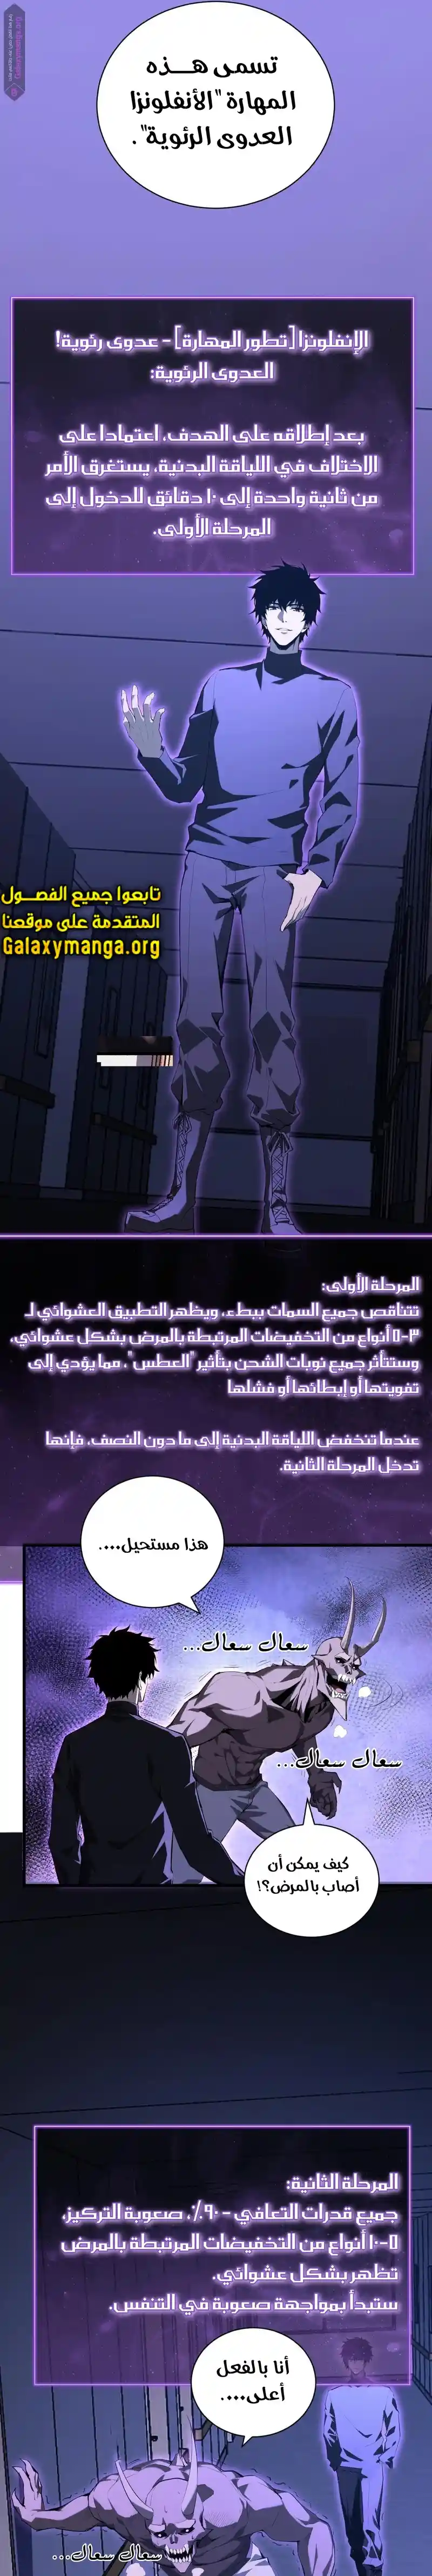 Galaxymanga.org
تسمى هذه
المهارة "الأنفلونزا
العدوى الرئوية".
الإنفلونزا [تطور المهارة] - عدوى رئوية!
العدوى الرئوية:
بعد إطلاقه على الهدف، اعتمادا على
الاختلاف في اللياقة البدنية، يستغرق الأمر
من ثانية واحدة إلى ١٠ دقائق للدخول إلى
المرحلة الأولى.
تابعوا جميع الفصول
المتقدمة على موقعنا
Galaxymanga.org
المرحلة الأولى:
تتناقص جميع السمات ببطء، ويظهر التطبيق العشوائي لـ
٣-٥ أنواع من التخفيضات المرتبطة بالمرض بشكل عشوائي،
وستتأثر جميع نوبات الشحن بتأثير "العطس"، مما يؤدي إلى
تفويتها أو إبطائها أو فشلها
عندما تنخفض اللياقة البدنية إلى ما دون النصف، فإنها
تدخل المرحلة الثانية.
هذا مستحيل....
سعال سعال...
سعال سعال...
كيف يمكن أن
أصاب بالمرض؟!
المرحلة الثانية:
جميع قدرات التعافي -٩٠٪، صعوبة التركيز،
٥-١٠ أنواع من التخفيضات المرتبطة بالمرض
تظهر بشكل عشوائي.
ستبدأ بمواجهة صعوبة في التنفس.
أنا بالفعل
أعلى....
سعال سعال...